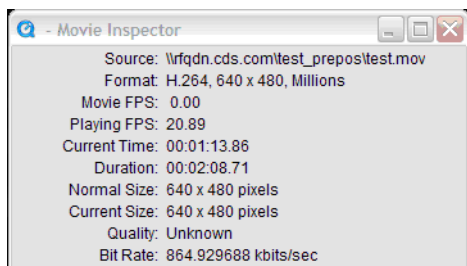 - Movie Inspector
Source: \\rfqdn.cds.com\test_prepos\test.mov
Format: H.264, 640 x 480, Millions
Movie FPS: 0.00
Playing FPS: 20.89
Current Time: 00:01:13.86
Duration: 00:02:08.71
Normal Size: 640 x 480 pixels
Current Size: 640 x 480 pixels
Quality: Unknown
Bit Rate: 864.929688 kbits/sec